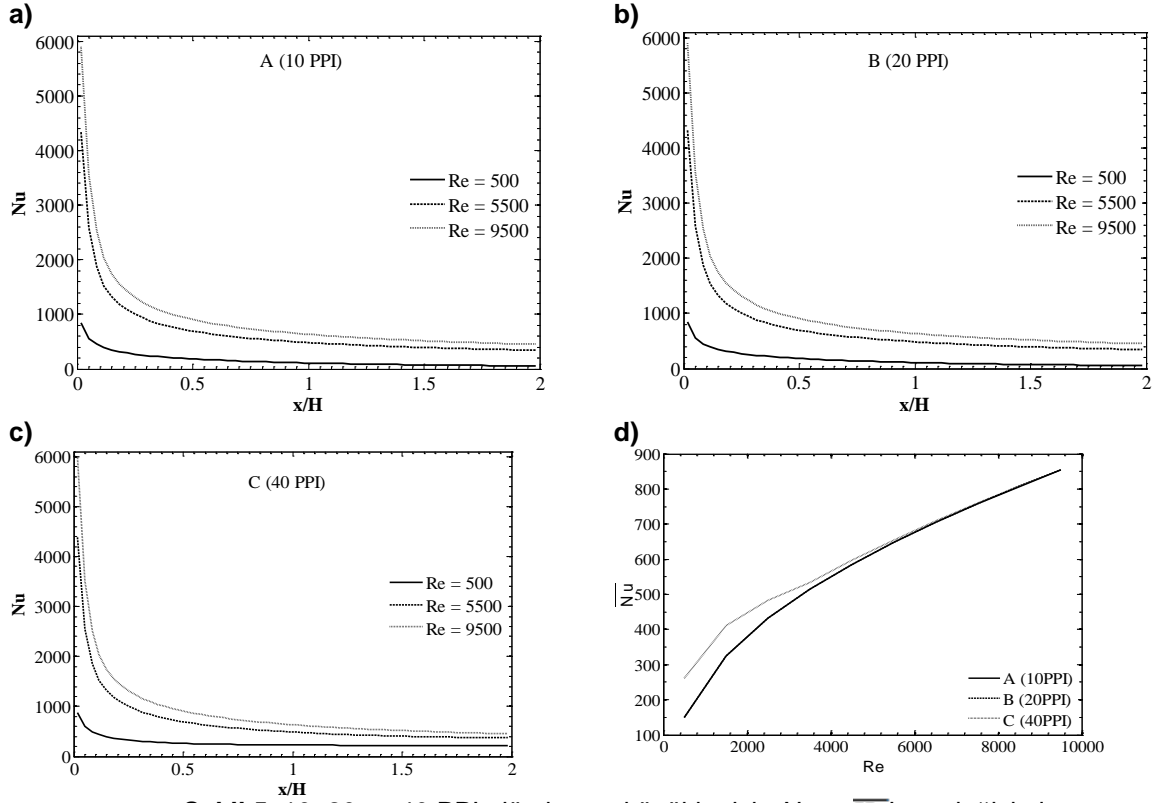 a)
6000
5000
4000
3000
2000
1000
0
Nu
A (10 PPI)
Re = 500
Re = 5500
Re = 9500
0
0.5
1
1.5
2
x/H
b)
6000
5000
4000
3000
2000
1000
0
Nu
B (20 PPI)
Re = 500
Re = 5500
Re = 9500
0
0.5
1
1.5
2
x/H
c)
6000
5000
4000
3000
2000
1000
0
Nu
C (40 PPI)
Re = 500
Re = 5500
Re = 9500
0
0.5
1
1.5
2
x/H
d)
900
800
700
600
500
400
300
200
100
Nu
A (10PPI)
B (20PPI)
C (40PPI)
0
2000
4000
6000
8000
10000
Re